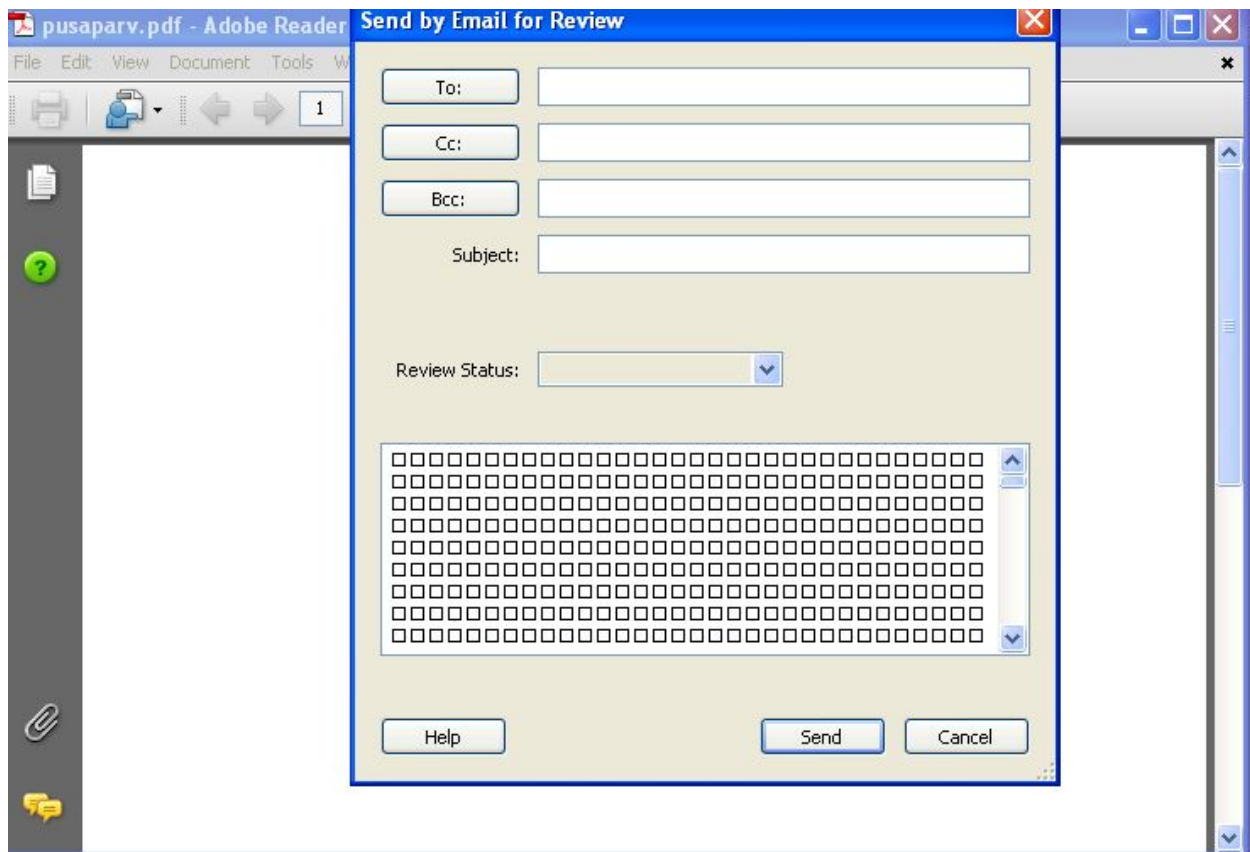 pusaparv.pdf - Adobe Reader
Send by Email for Review
File Edit View Document Tools W
To:
1
Cc:
Bcc:
Subject:
Review Status:
□□□□□□□□□□□□□□□□□□□□□□□□□□□□□□□□
□□□□□□□□□□□□□□□□□□□□□□□□□□□□□□□□
□□□□□□□□□□□□□□□□□□□□□□□□□□□□□□□□
□□□□□□□□□□□□□□□□□□□□□□□□□□□□□□□□
□□□□□□□□□□□□□□□□□□□□□□□□□□□□□□□□
□□□□□□□□□□□□□□□□□□□□□□□□□□□□□□□□
□□□□□□□□□□□□□□□□□□□□□□□□□□□□□□□□
□□□□□□□□□□□□□□□□□□□□□□□□□□□□□□□□
□□□□□□□□□□□□□□□□□□□□□□□□□□□□□□□□
Help Send Cancel